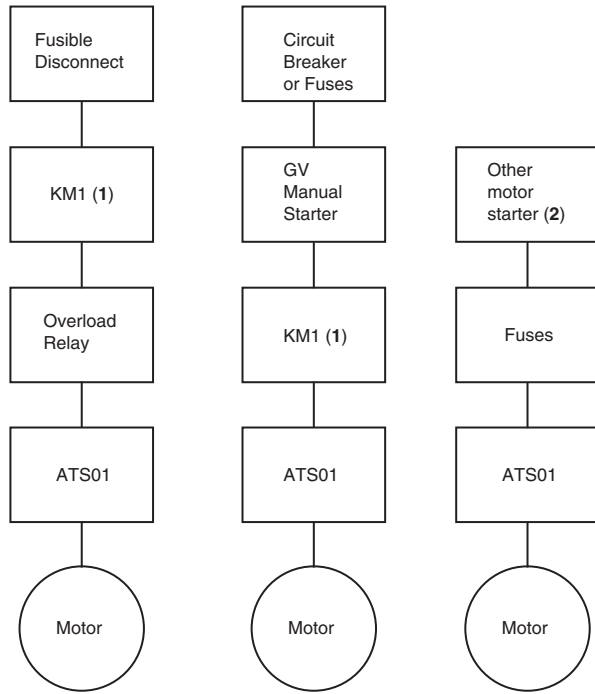 Fusible
Disconnect
KM1 (1)
Overload
Relay
ATS01
Motor
Circuit
Breaker
or Fuses
GV
Manual
Starter
KM1 (1)
ATS01
Motor
Other
motor
starter (2)
Fuses
ATS01
Motor